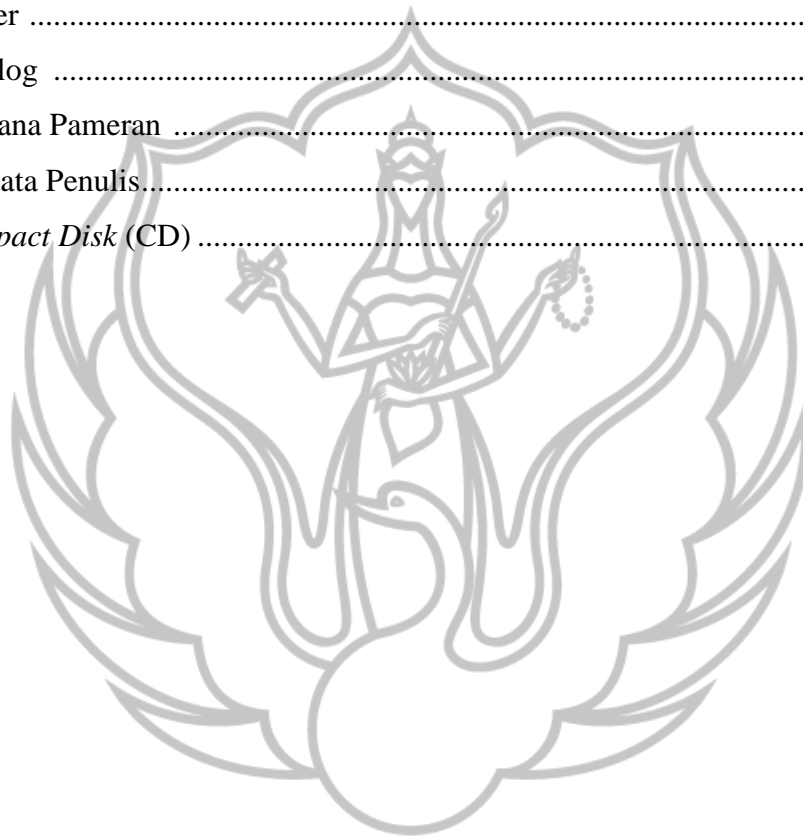 er ................................................................................................
log ................................................................................................
ana Pameran ................................................................................
ata Penulis....................................................................................
pact Disk (CD) .............................................................................